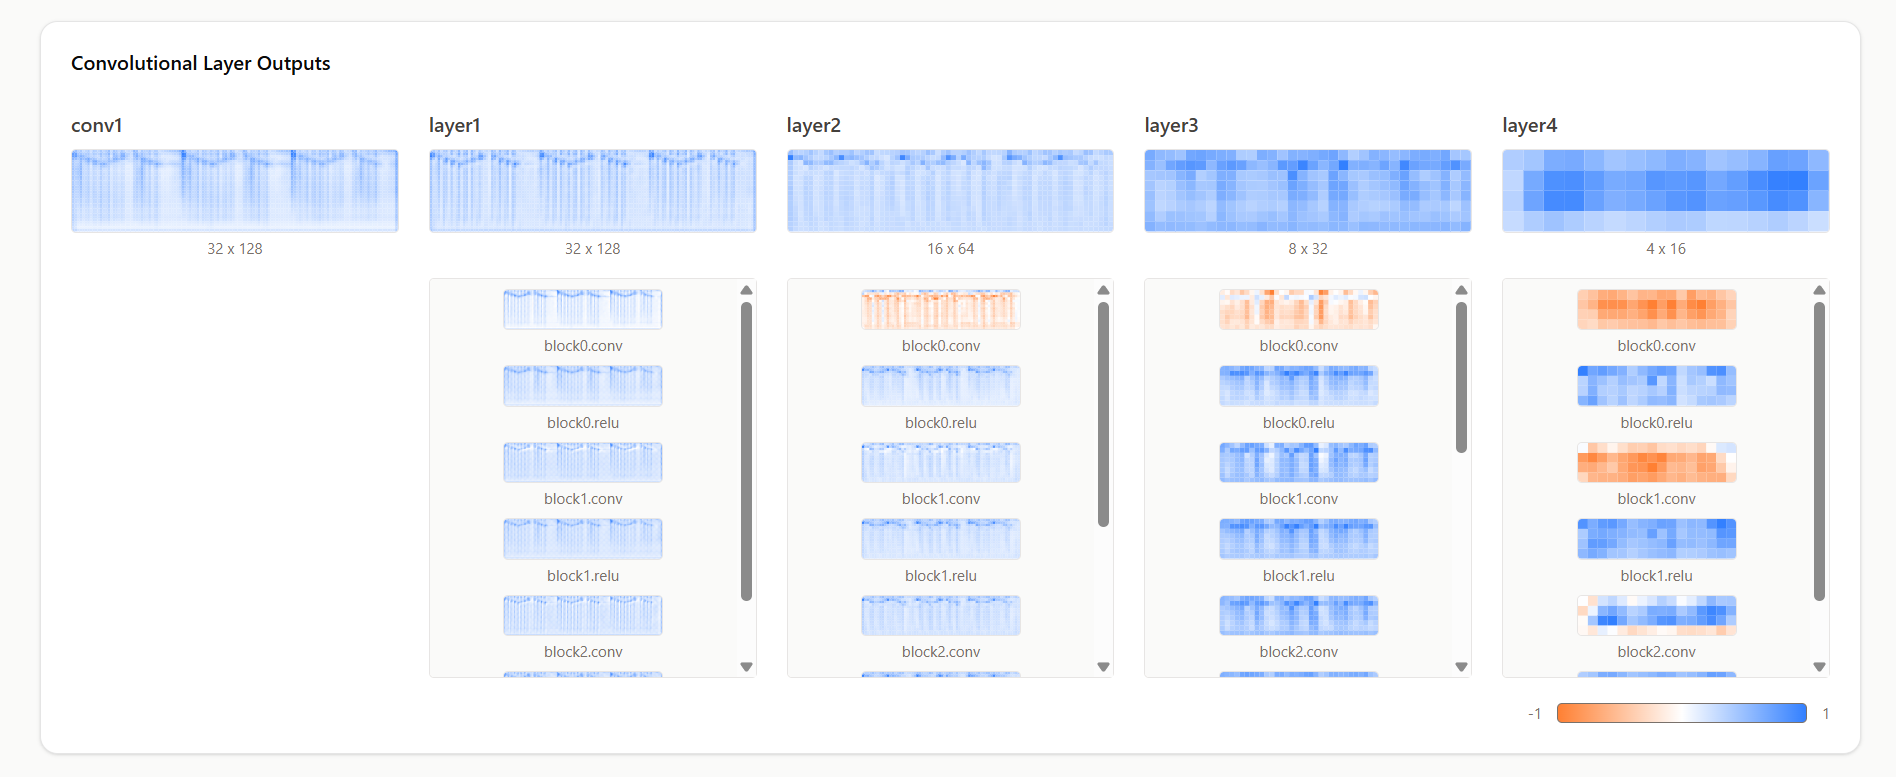 Convolutional Layer Outputs
conv1
layer1
layer2
layer3
layer4
32 x 128
32 x 128
16 x 64
8 x 32
4 x 16
block0.conv
block0.relu
block1.conv
block1.relu
block2.conv
block0.conv
block0.relu
block1.conv
block1.relu
block2.conv
block0.conv
block0.relu
block1.conv
block1.relu
block2.conv
block0.conv
block0.relu
block1.conv
block1.relu
block2.conv
-1
1